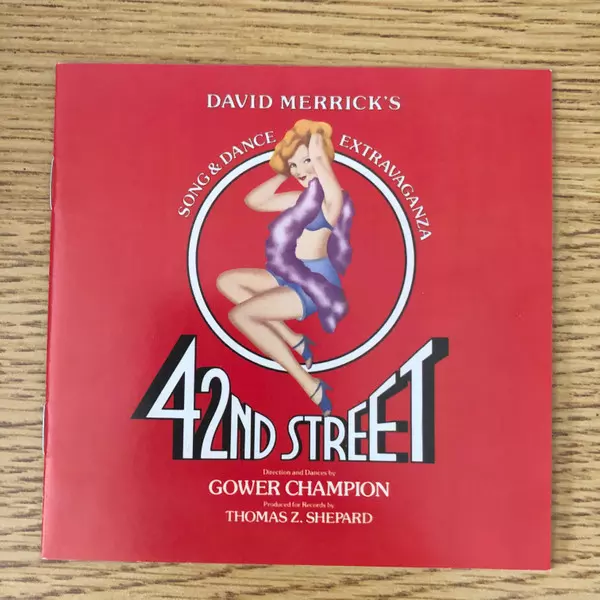 DAVID MERRICK'S
SONG & DANCE EXTRAVAGANZA
42ND STREET
Direction and Dances by
GOWER CHAMPION
Produced for Records by
THOMAS Z. SHEPARD